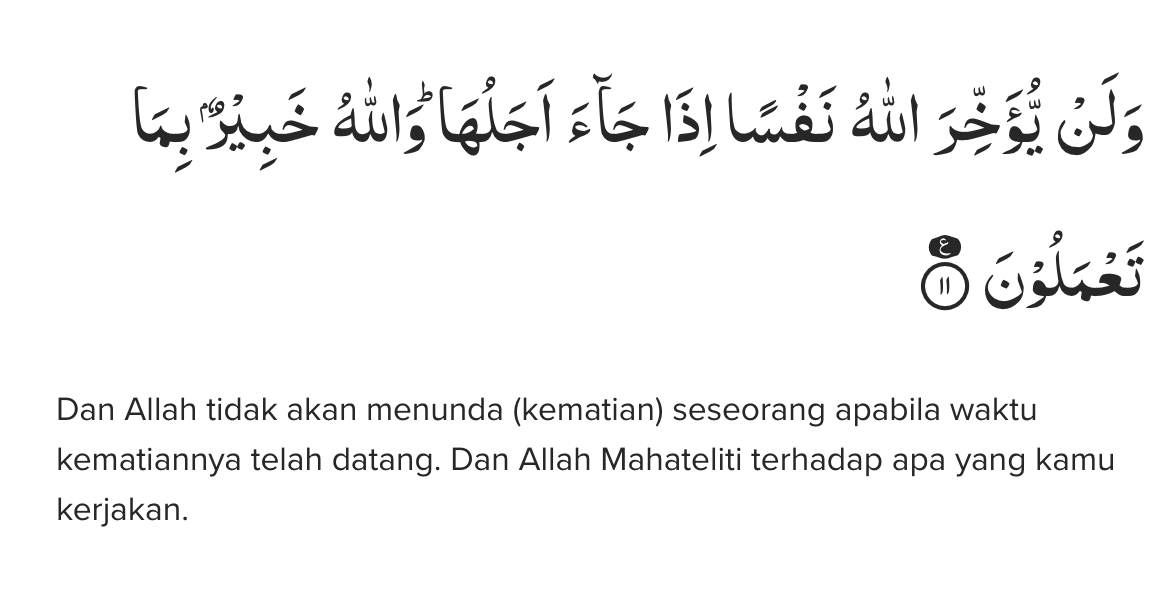 وَلَنْ يُّؤَخِّرَ اللّٰهُ نَفْسًا اِذَا جَاۤءَ اَجَلُهَاۗ وَاللّٰهُ خَبِيْرٌۢ بِمَا
تَعْمَلُوْنَ ࣖ ١١
Dan Allah tidak akan menunda (kematian) seseorang apabila waktu
kematiannya telah datang. Dan Allah Mahateliti terhadap apa yang kamu
kerjakan.